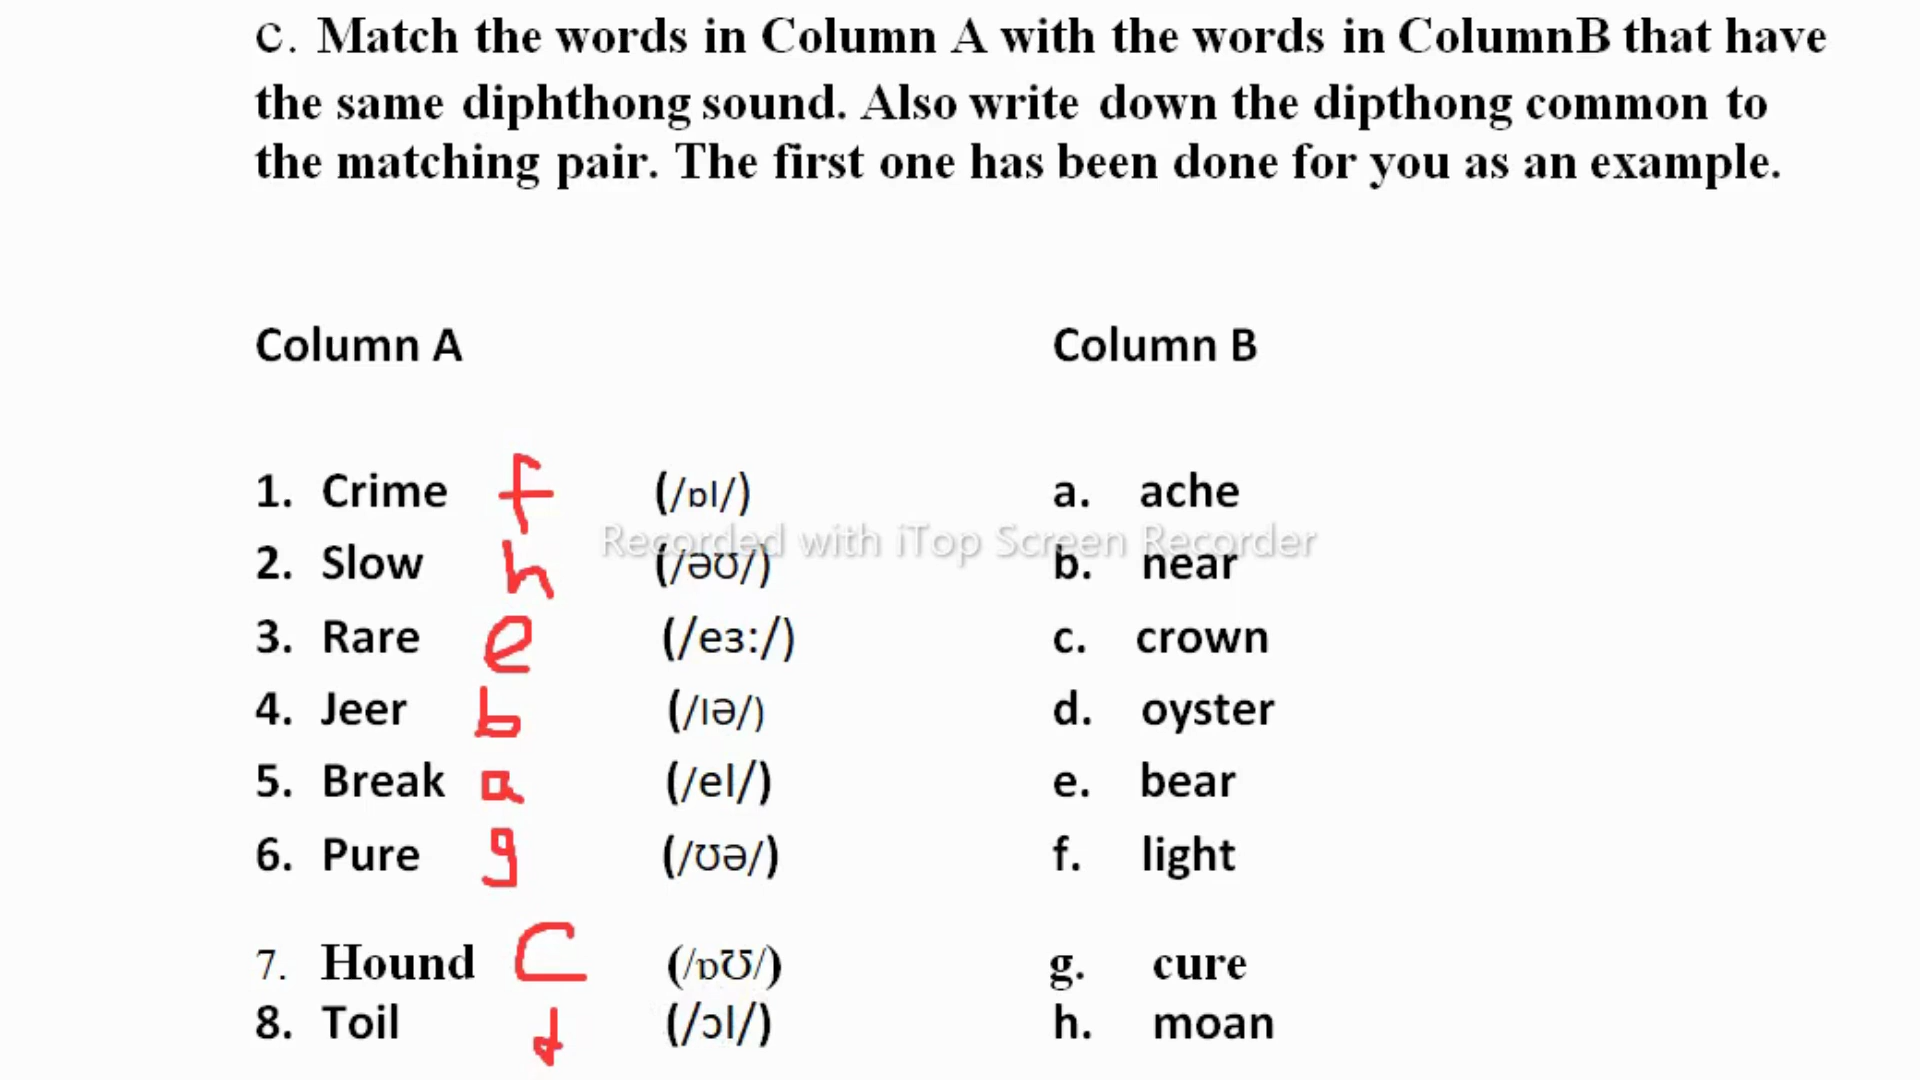 c. Match the words in Column A with the words in ColumnB that have
the same diphthong sound. Also write down the dipthong common to
the matching pair. The first one has been done for you as an example.
Column A Column B
1. Crime f (/ɒI/) a. ache
Recorded with iTop Screen Recorder
2. Slow h (/əʊ/) b. near
3. Rare e (/eɜ:/) c. crown
4. Jeer b (/ıə/) d. oyster
5. Break a (/eI/) e. bear
6. Pure g (/ʊə/) f. light
7. Hound C (/ɒƱ/) g. cure
8. Toil d (/ɔI/) h. moan